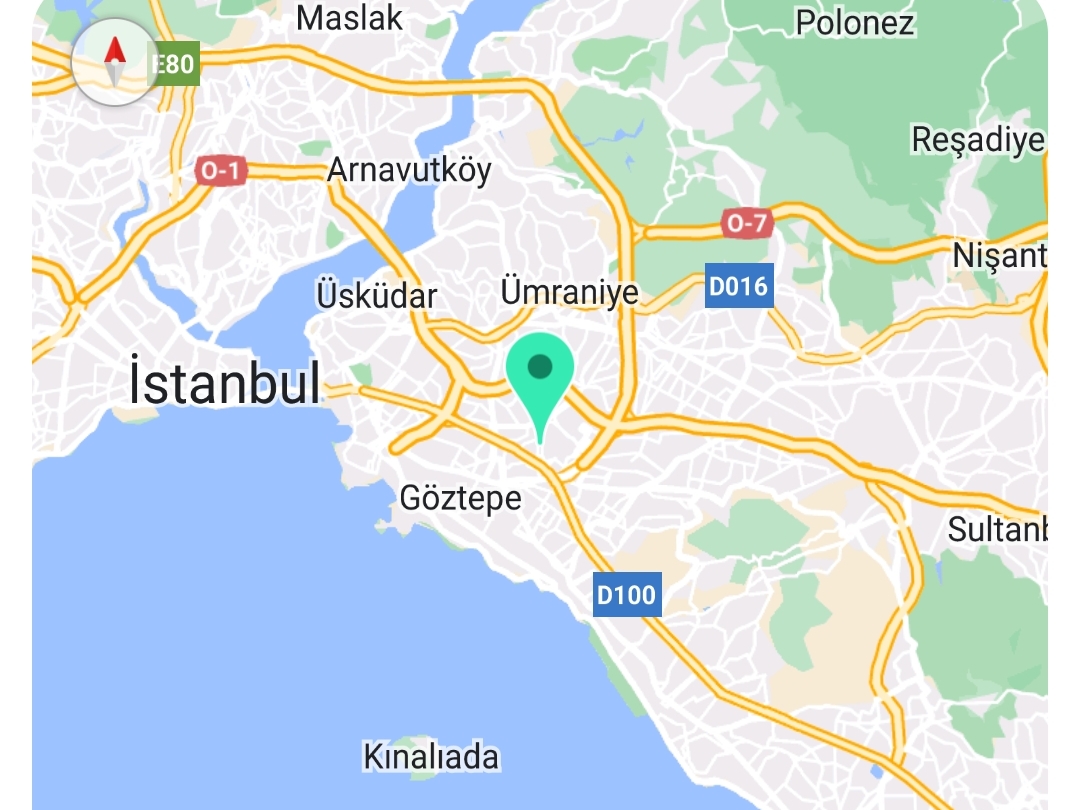 Maslak
Polonez
E80
Reşadiye
O-1
Arnavutköy
O-7
Nişant
Üsküdar
Ümraniye
D016
İstanbul
Göztepe
Sultanb
D100
Kınalıada